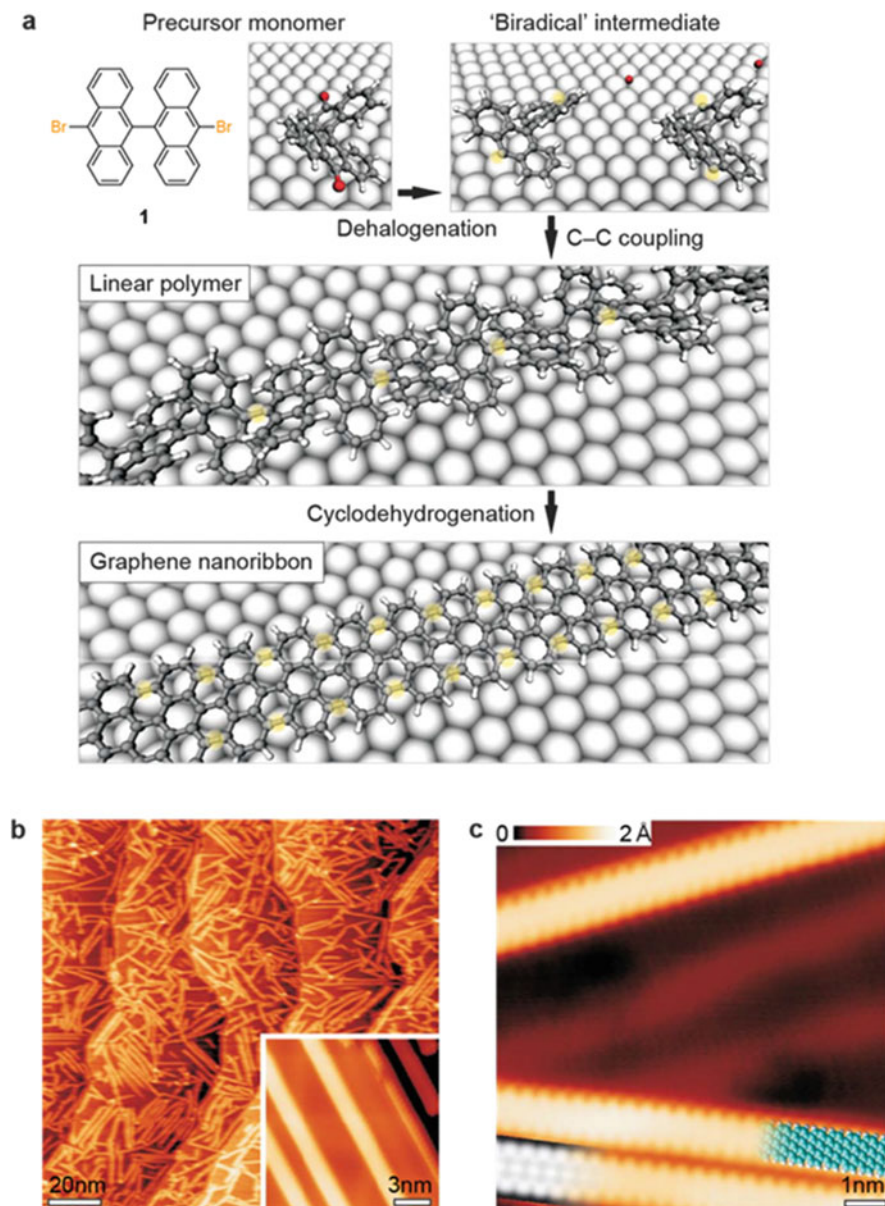 a
Precursor monomer
'Biradical' intermediate
Br
Br
1
Dehalogenation
C–C coupling
Linear polymer
Cyclodehydrogenation
Graphene nanoribbon
b
20nm
3nm
c
0 2 Å
1nm